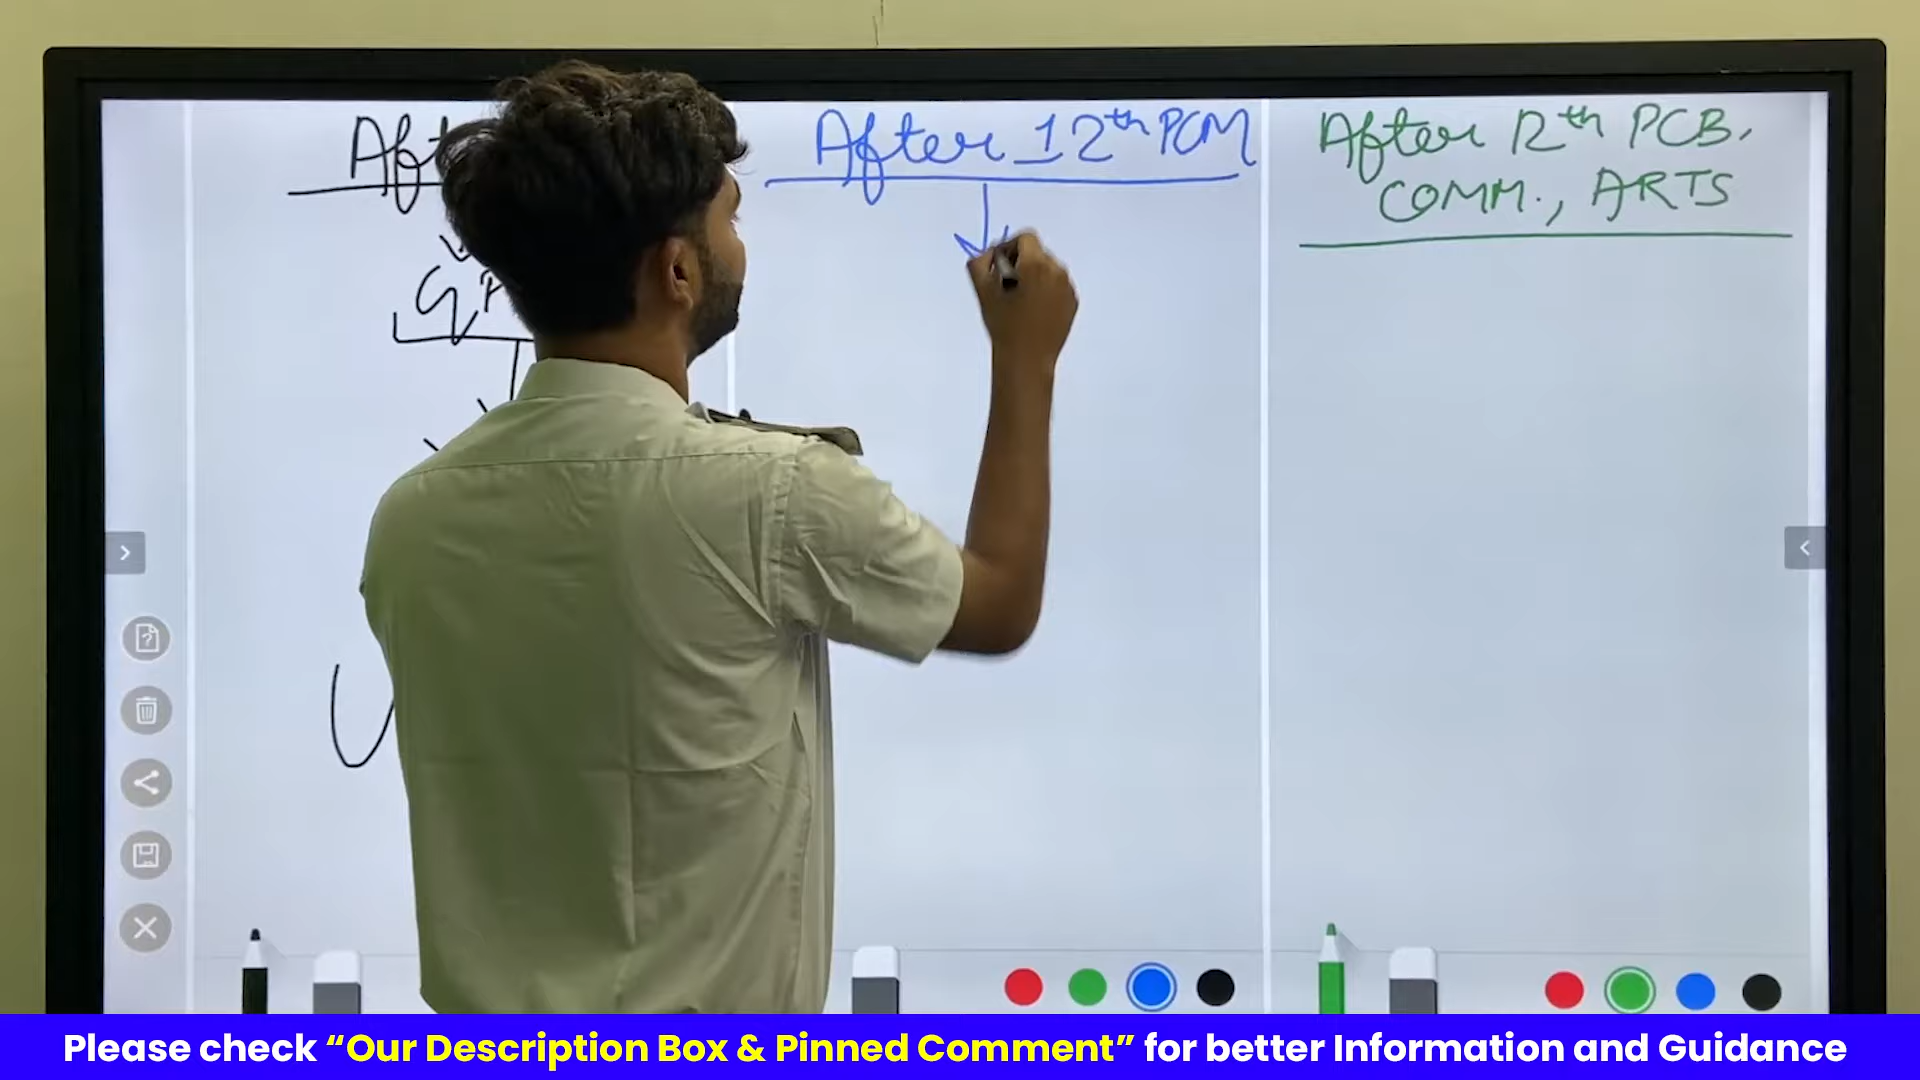 After 12th PCM
After 12th PCB,
COMM., ARTS
Please check “Our Description Box & Pinned Comment” for better Information and Guidance